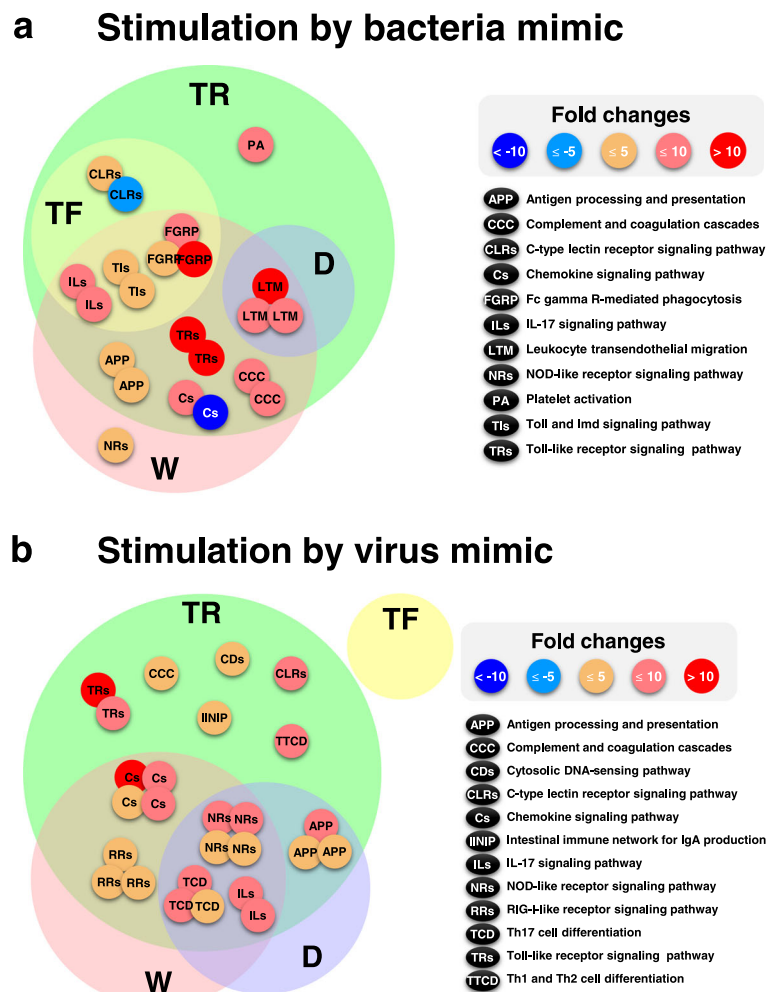 a Stimulation by bacteria mimic
TR
PA
CLRs
CLRs
TF
FGRP
FGRP
FGRP
D
TIs
TIs
ILs
ILs
LTM
LTM
LTM
TRs
TRs
APP
APP
CCC
CCC
Cs
Cs
NRs
W
Fold changes
< -10 ≤ -5 ≤ 5 ≤ 10 > 10
APP Antigen processing and presentation
CCC Complement and coagulation cascades
CLRs C-type lectin receptor signaling pathway
Cs Chemokine signaling pathway
FGRP Fc gamma R-mediated phagocytosis
ILs IL-17 signaling pathway
LTM Leukocyte transendothelial migration
NRs NOD-like receptor signaling pathway
PA Platelet activation
TIs Toll and Imd signaling pathway
TRs Toll-like receptor signaling pathway
b Stimulation by virus mimic
TR
TF
CDs
CCC
CLRs
TRs
TRs
IINIP
TTCD
Cs Cs
Cs Cs
NRs NRs
NRs NRs
APP
APP APP
RRs
RRs RRs
TCD
TCD TCD
ILs
ILs
D
W
Fold changes
< -10 ≤ -5 ≤ 5 ≤ 10 > 10
APP Antigen processing and presentation
CCC Complement and coagulation cascades
CDs Cytosolic DNA-sensing pathway
CLRs C-type lectin receptor signaling pathway
Cs Chemokine signaling pathway
IINIP Intestinal immune network for IgA production
ILs IL-17 signaling pathway
NRs NOD-like receptor signaling pathway
RRs RIG-I-like receptor signaling pathway
TCD Th17 cell differentiation
TRs Toll-like receptor signaling pathway
TTCD Th1 and Th2 cell differentiation